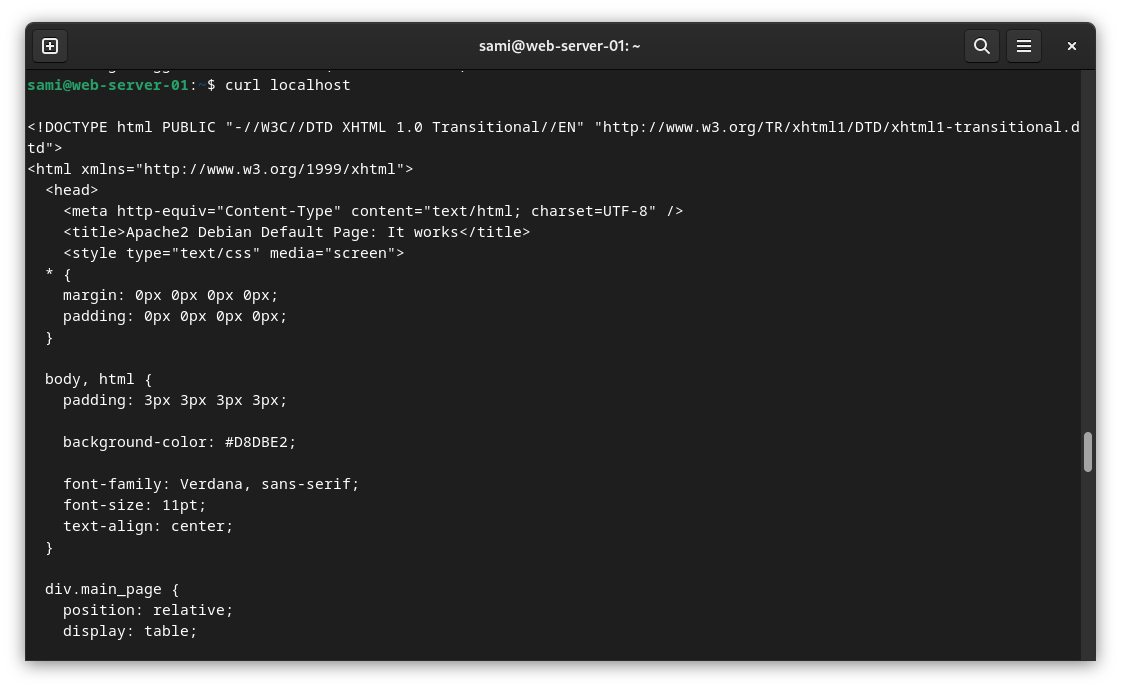 sami@web-server-01: ~
sami@web-server-01:~$ curl localhost
<!DOCTYPE html PUBLIC "-//W3C//DTD XHTML 1.0 Transitional//EN" "http://www.w3.org/TR/xhtml1/DTD/xhtml1-transitional.d
td">
<html xmlns="http://www.w3.org/1999/xhtml">
  <head>
    <meta http-equiv="Content-Type" content="text/html; charset=UTF-8" />
    <title>Apache2 Debian Default Page: It works</title>
    <style type="text/css" media="screen">
  * {
    margin: 0px 0px 0px 0px;
    padding: 0px 0px 0px 0px;
  }
  body, html {
    padding: 3px 3px 3px 3px;
    background-color: #D8DBE2;
    font-family: Verdana, sans-serif;
    font-size: 11pt;
    text-align: center;
  }
  div.main_page {
    position: relative;
    display: table;